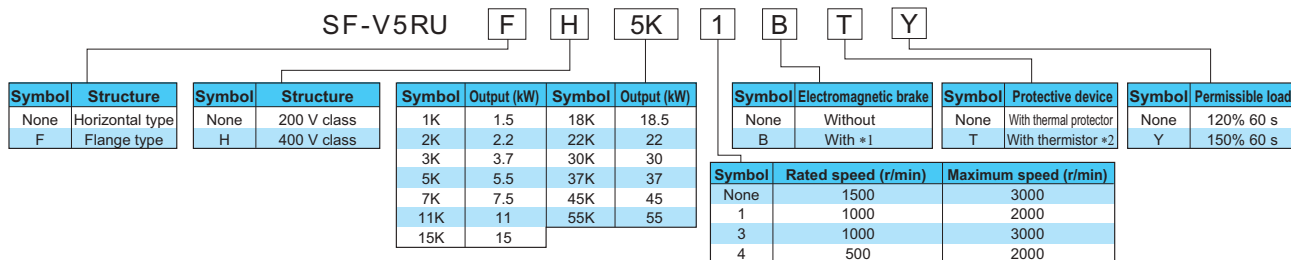 SF-V5RU F H 5K 1 B T Y
Symbol Structure
None Horizontal type
F Flange type
Symbol Structure
None 200 V class
H 400 V class
Symbol Output (kW) Symbol Output (kW)
1K 1.5 18K 18.5
2K 2.2 22K 22
3K 3.7 30K 30
5K 5.5 37K 37
7K 7.5 45K 45
11K 11 55K 55
15K 15
Symbol Electromagnetic brake
None Without
B With *1
Symbol Protective device
None With thermal protector
T With thermistor *2
Symbol Permissible load
None 120% 60 s
Y 150% 60 s
Symbol Rated speed (r/min) Maximum speed (r/min)
None 1500 3000
1 1000 2000
3 1000 3000
4 500 2000